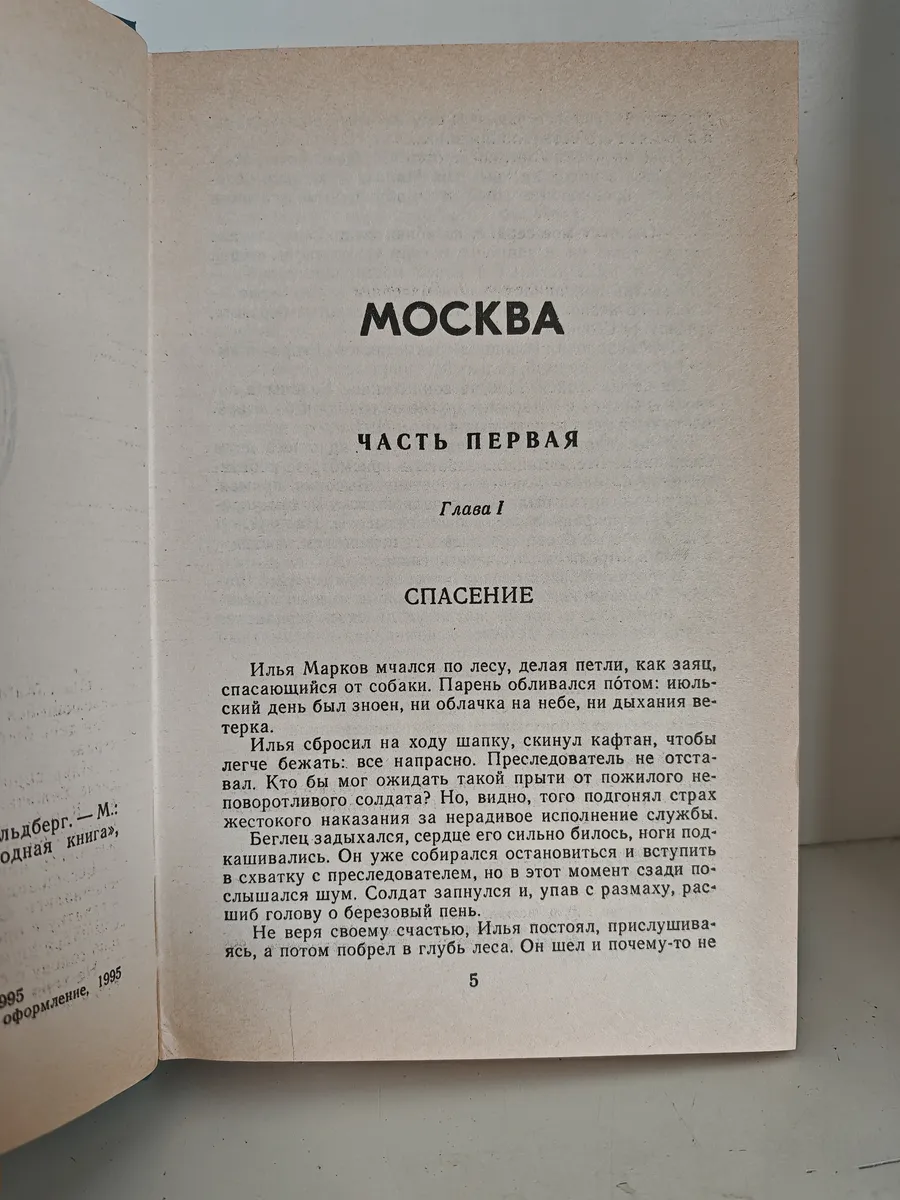 льдберг. — М.:
одная книга»,
995
оформление, 1995
МОСКВА
ЧАСТЬ ПЕРВАЯ
Глава I
СПАСЕНИЕ
Илья Марков мчался по лесу, делая петли, как заяц,
спасающийся от собаки. Парень обливался по́том: июль-
ский день был зноен, ни облачка на небе, ни дыхания ве-
терка.
Илья сбросил на ходу шапку, скинул кафтан, чтобы
легче бежать: все напрасно. Преследователь не отста-
вал. Кто бы мог ожидать такой прыти от пожилого не-
поворотливого солдата? Но, видно, того подгонял страх
жестокого наказания за нерадивое исполнение службы.
Беглец задыхался, сердце его сильно билось, ноги под-
кашивались. Он уже собирался остановиться и вступить
в схватку с преследователем, но в этот момент сзади по-
слышался шум. Солдат запнулся и, упав с размаху, рас-
шиб голову о березовый пень.
Не веря своему счастью, Илья постоял, прислушива-
ясь, а потом побрел в глубь леса. Он шел и почему-то не
5